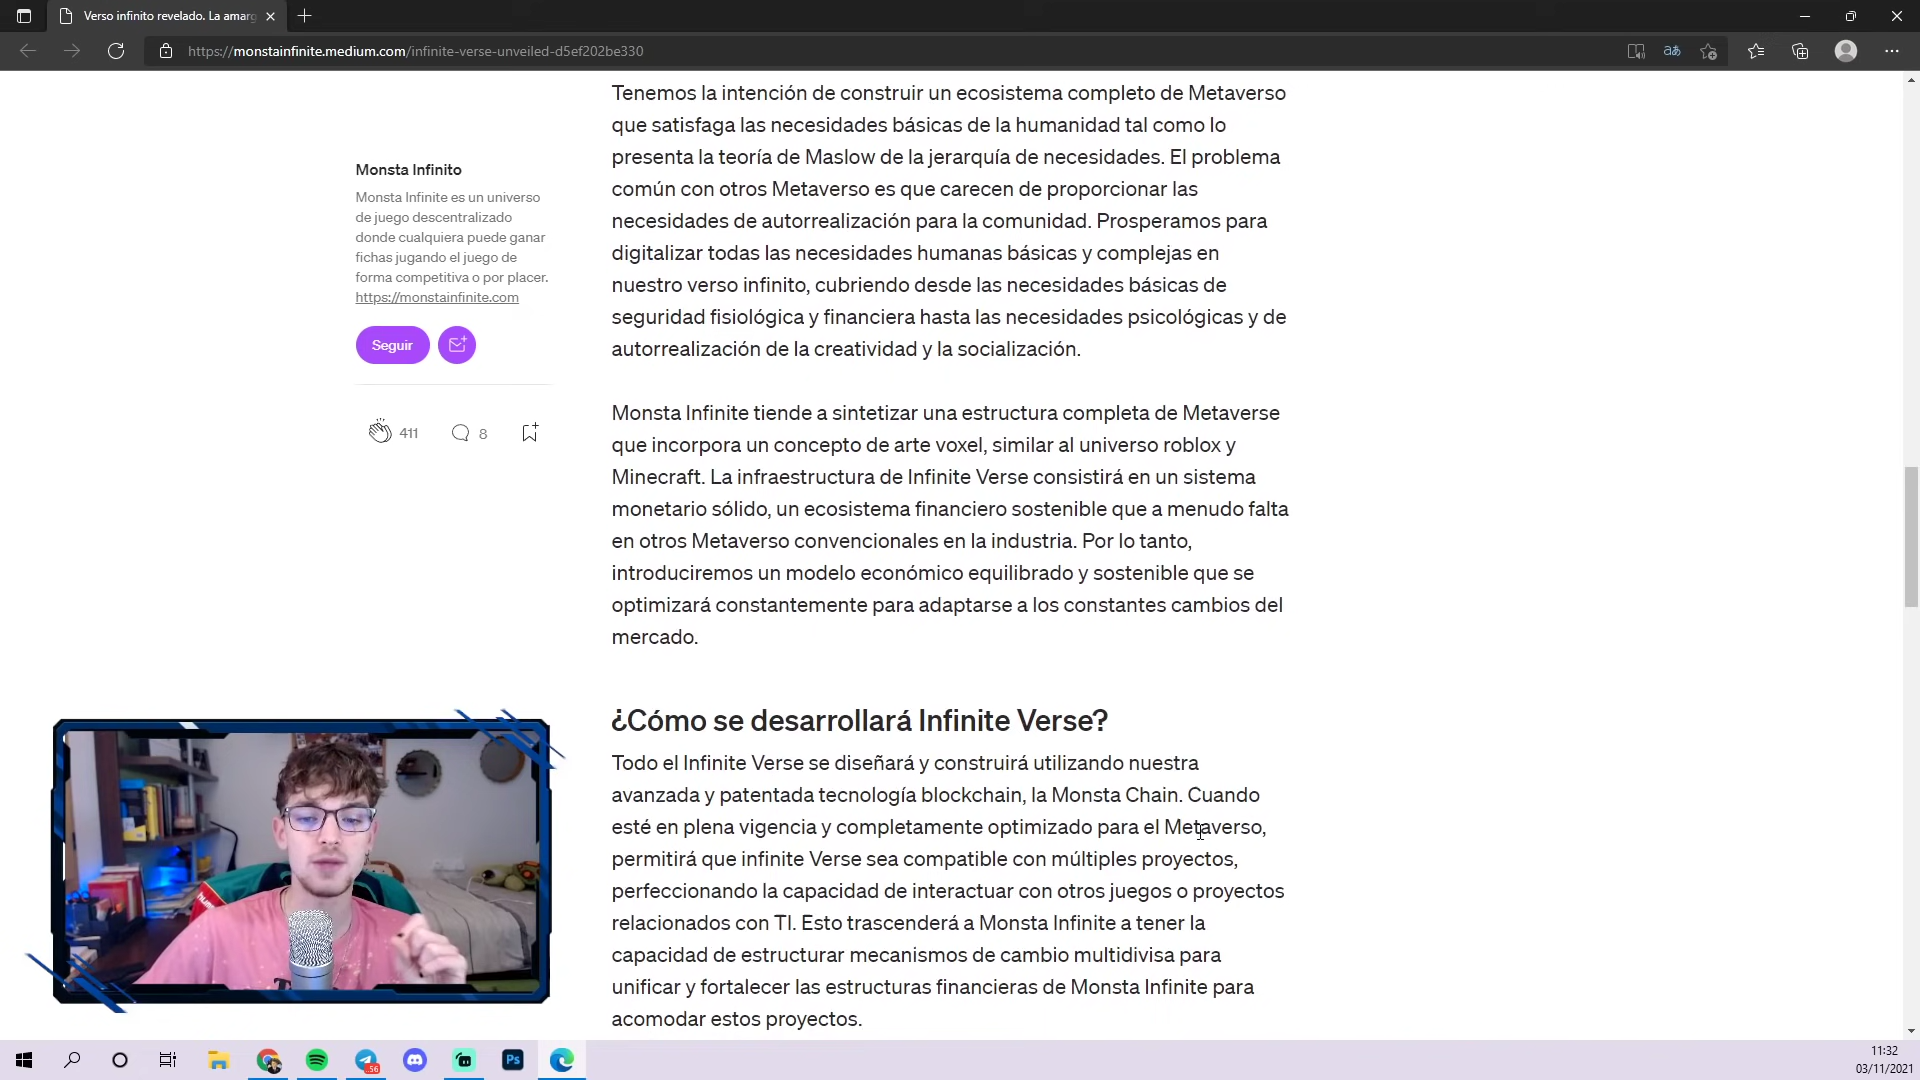 Verso infinito revelado. La amarg
https://monstainfinite.medium.com/infinite-verse-unveiled-d5ef202be330
aあ
Monsta Infinito
Monsta Infinite es un universo
de juego descentralizado
donde cualquiera puede ganar
fichas jugando el juego de
forma competitiva o por placer.
https://monstainfinite.com
Seguir
411
8
Tenemos la intención de construir un ecosistema completo de Metaverso
que satisfaga las necesidades básicas de la humanidad tal como lo
presenta la teoría de Maslow de la jerarquía de necesidades. El problema
común con otros Metaverso es que carecen de proporcionar las
necesidades de autorrealización para la comunidad. Prosperamos para
digitalizar todas las necesidades humanas básicas y complejas en
nuestro verso infinito, cubriendo desde las necesidades básicas de
seguridad fisiológica y financiera hasta las necesidades psicológicas y de
autorrealización de la creatividad y la socialización.
Monsta Infinite tiende a sintetizar una estructura completa de Metaverse
que incorpora un concepto de arte voxel, similar al universo roblox y
Minecraft. La infraestructura de Infinite Verse consistirá en un sistema
monetario sólido, un ecosistema financiero sostenible que a menudo falta
en otros Metaverso convencionales en la industria. Por lo tanto,
introduciremos un modelo económico equilibrado y sostenible que se
optimizará constantemente para adaptarse a los constantes cambios del
mercado.
¿Cómo se desarrollará Infinite Verse?
Todo el Infinite Verse se diseñará y construirá utilizando nuestra
avanzada y patentada tecnología blockchain, la Monsta Chain. Cuando
esté en plena vigencia y completamente optimizado para el Metaverso,
permitirá que infinite Verse sea compatible con múltiples proyectos,
perfeccionando la capacidad de interactuar con otros juegos o proyectos
relacionados con TI. Esto trascenderá a Monsta Infinite a tener la
capacidad de estructurar mecanismos de cambio multidivisa para
unificar y fortalecer las estructuras financieras de Monsta Infinite para
acomodar estos proyectos.
56
Ps
11:32
03/11/2021